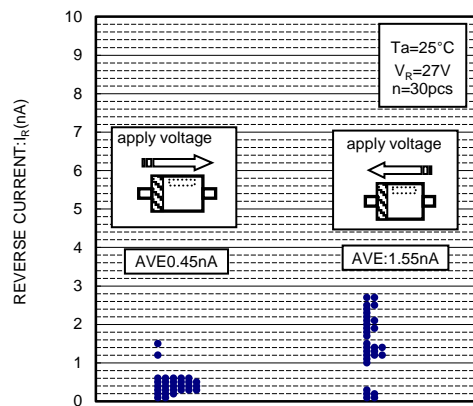 REVERSE CURRENT:I_R(nA)
10
9
8
7
6
5
4
3
2
1
0
Ta=25°C
V_R=27V
n=30pcs
apply voltage
AVE0.45nA
apply voltage
AVE:1.55nA